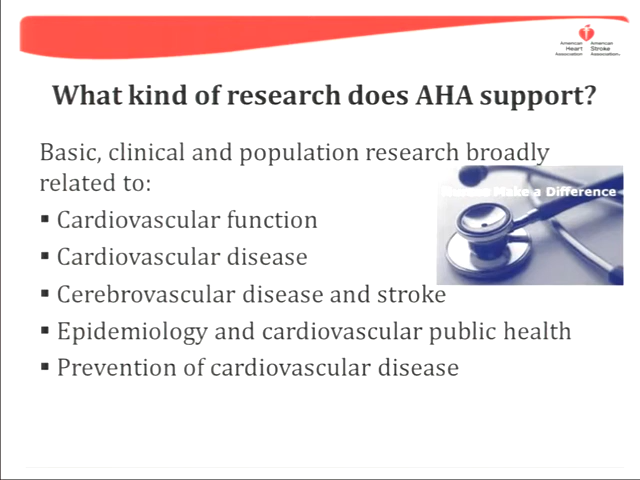 American American
Heart Stroke
Association Association
What kind of research does AHA support?
Basic, clinical and population research broadly
related to:
▪ Cardiovascular function
▪ Cardiovascular disease
▪ Cerebrovascular disease and stroke
▪ Epidemiology and cardiovascular public health
▪ Prevention of cardiovascular disease
Make a Difference